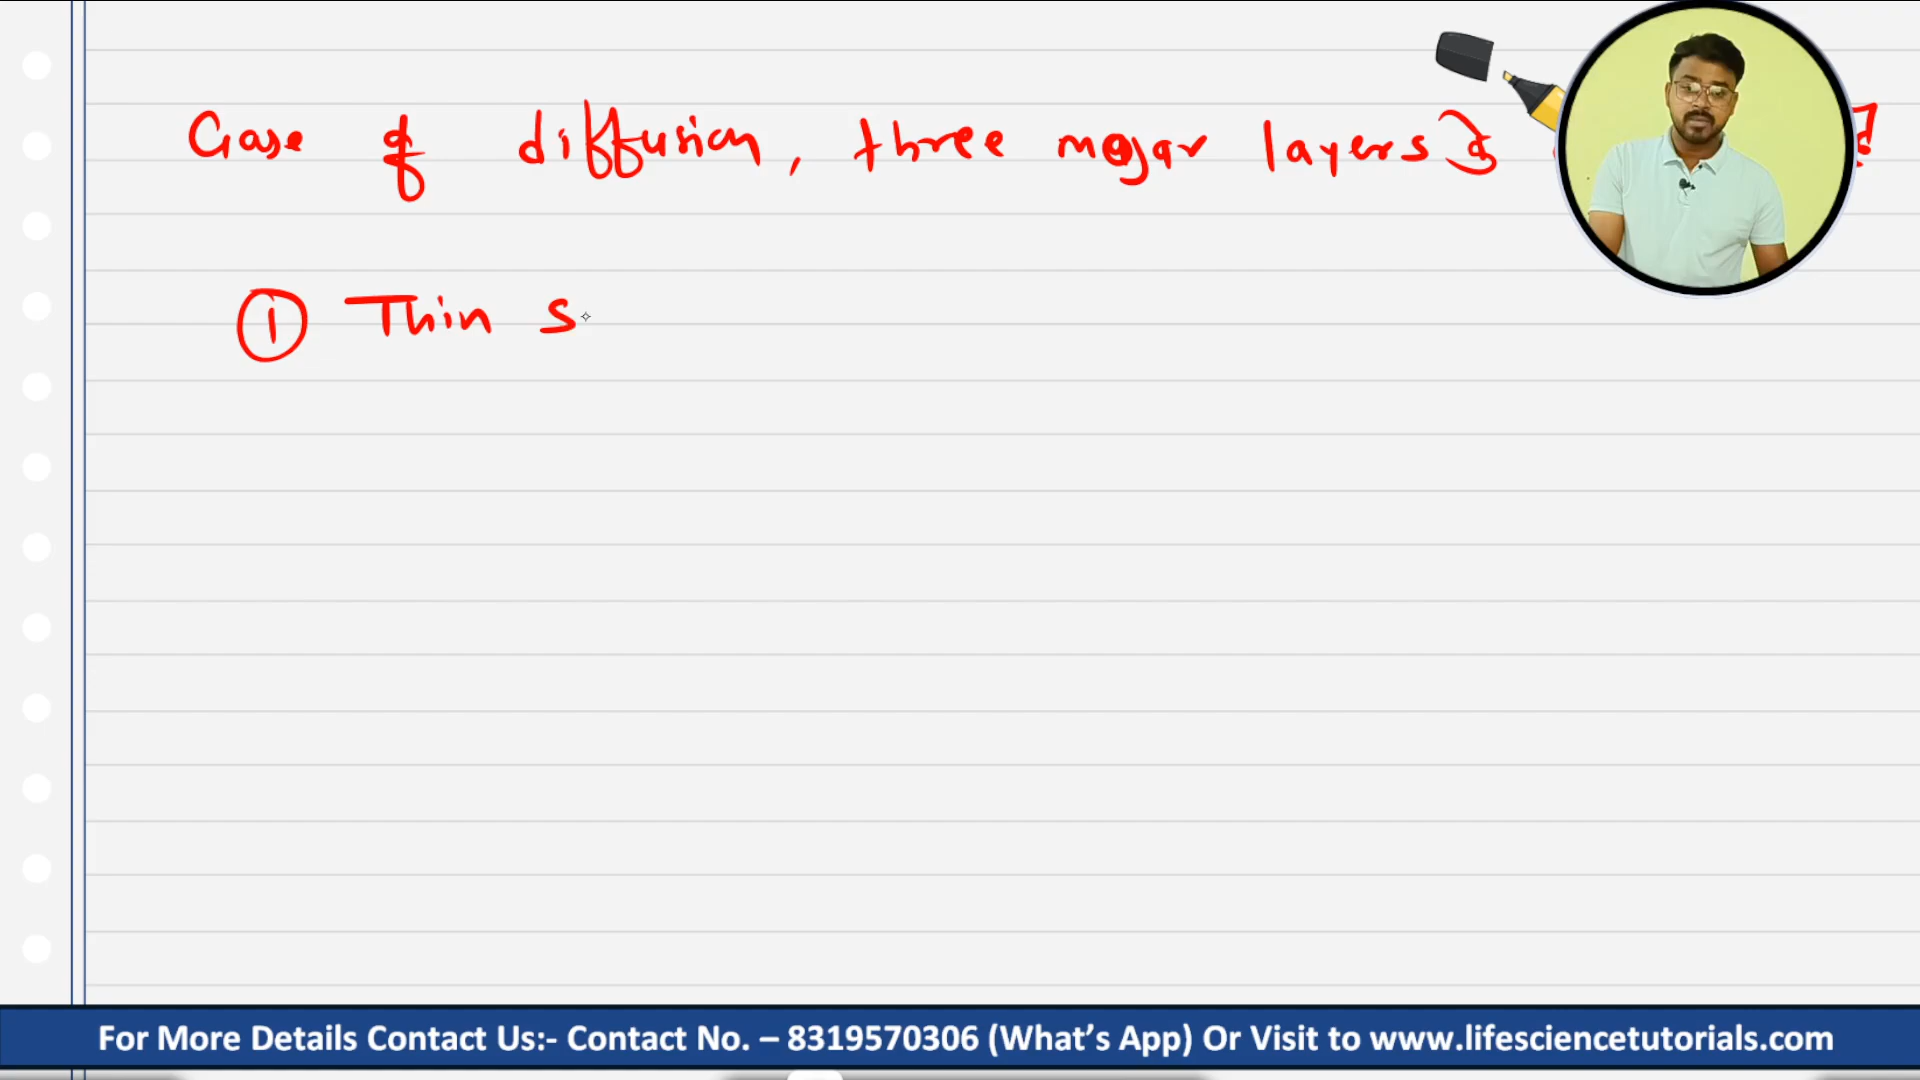 Gase of diffusion, three major layers
① Thin s
For More Details Contact Us:- Contact No. – 8319570306 (What’s App) Or Visit to www.lifesciencetutorials.com